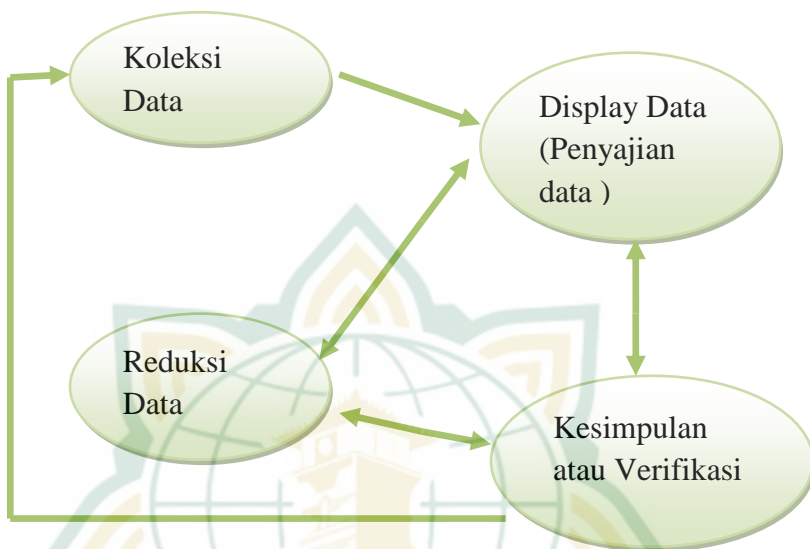 Koleksi
Data
Display Data
(Penyajian
data )
Reduksi
Data
Kesimpulan
atau Verifikasi